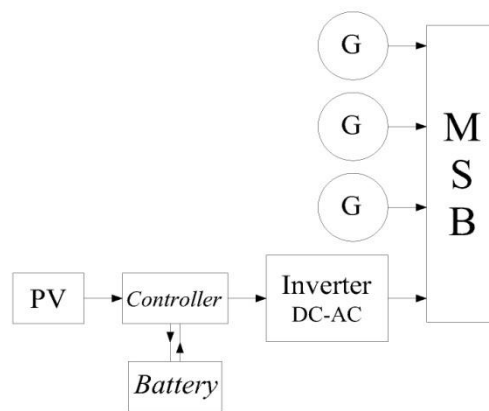 G
G
G
M
S
B
PV
Controller
Inverter
DC-AC
Battery